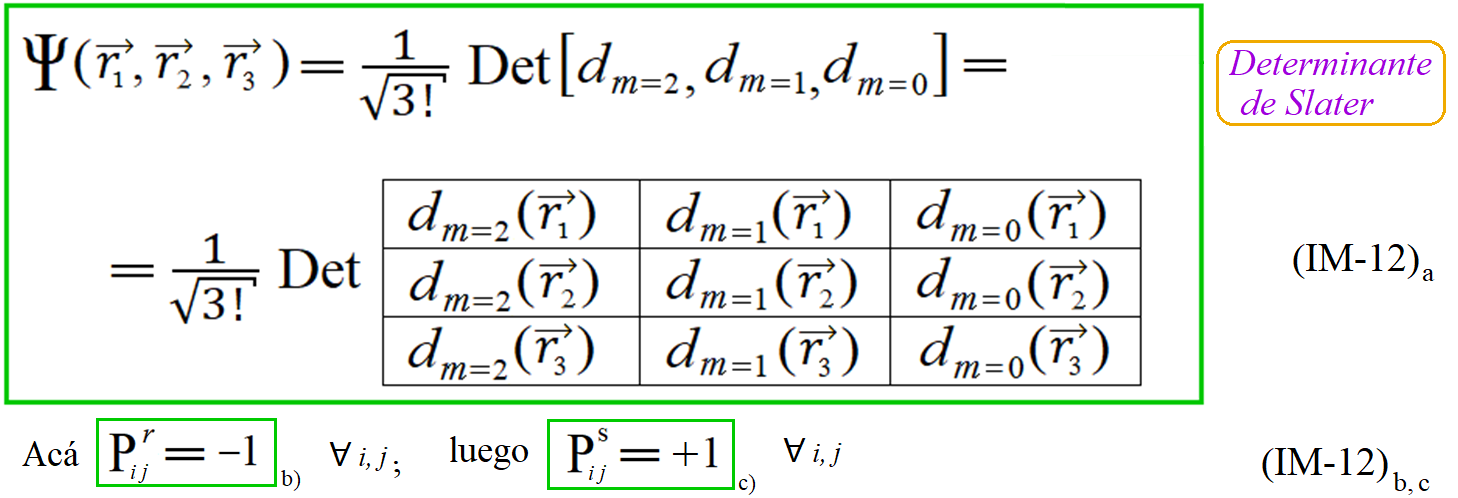 Ψ(r₁⃗, r₂⃗, r₃⃗) = 1/√3! Det[d_{m=2}, d_{m=1}, d_{m=0}] =
Determinante
de Slater
= 1/√3! Det
d_{m=2}(r₁⃗) d_{m=1}(r₁⃗) d_{m=0}(r₁⃗)
d_{m=2}(r₂⃗) d_{m=1}(r₂⃗) d_{m=0}(r₂⃗)
d_{m=2}(r₃⃗) d_{m=1}(r₃⃗) d_{m=0}(r₃⃗)
(IM-12)_a
Acá P^r_{ij} = −1 b) ∀ i,j; luego P^s_{ij} = +1 c) ∀ i,j
(IM-12)_{b,c}